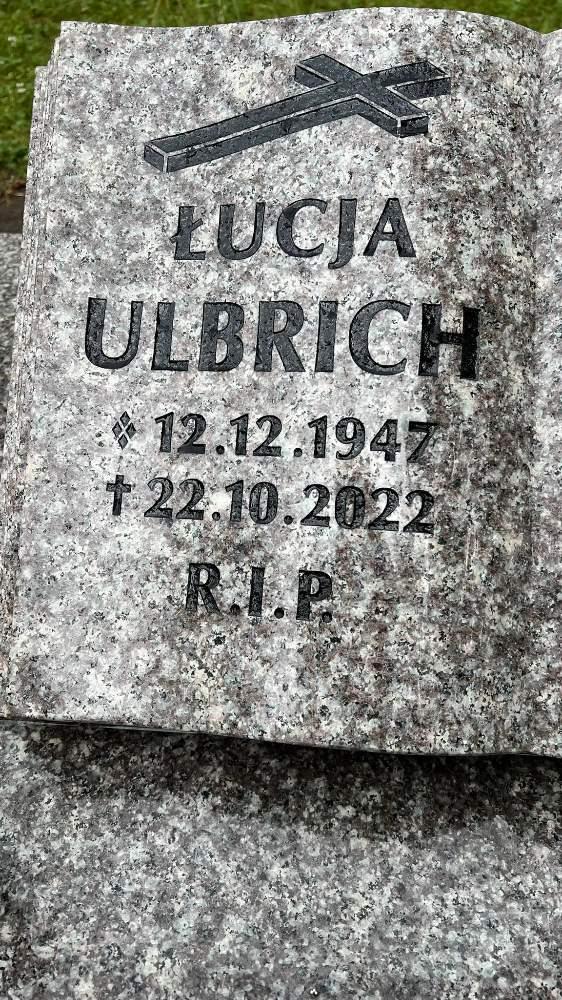 ŁUCJA
ULBRICH
* 12.12.1947
† 22.10.2022
R.I.P.